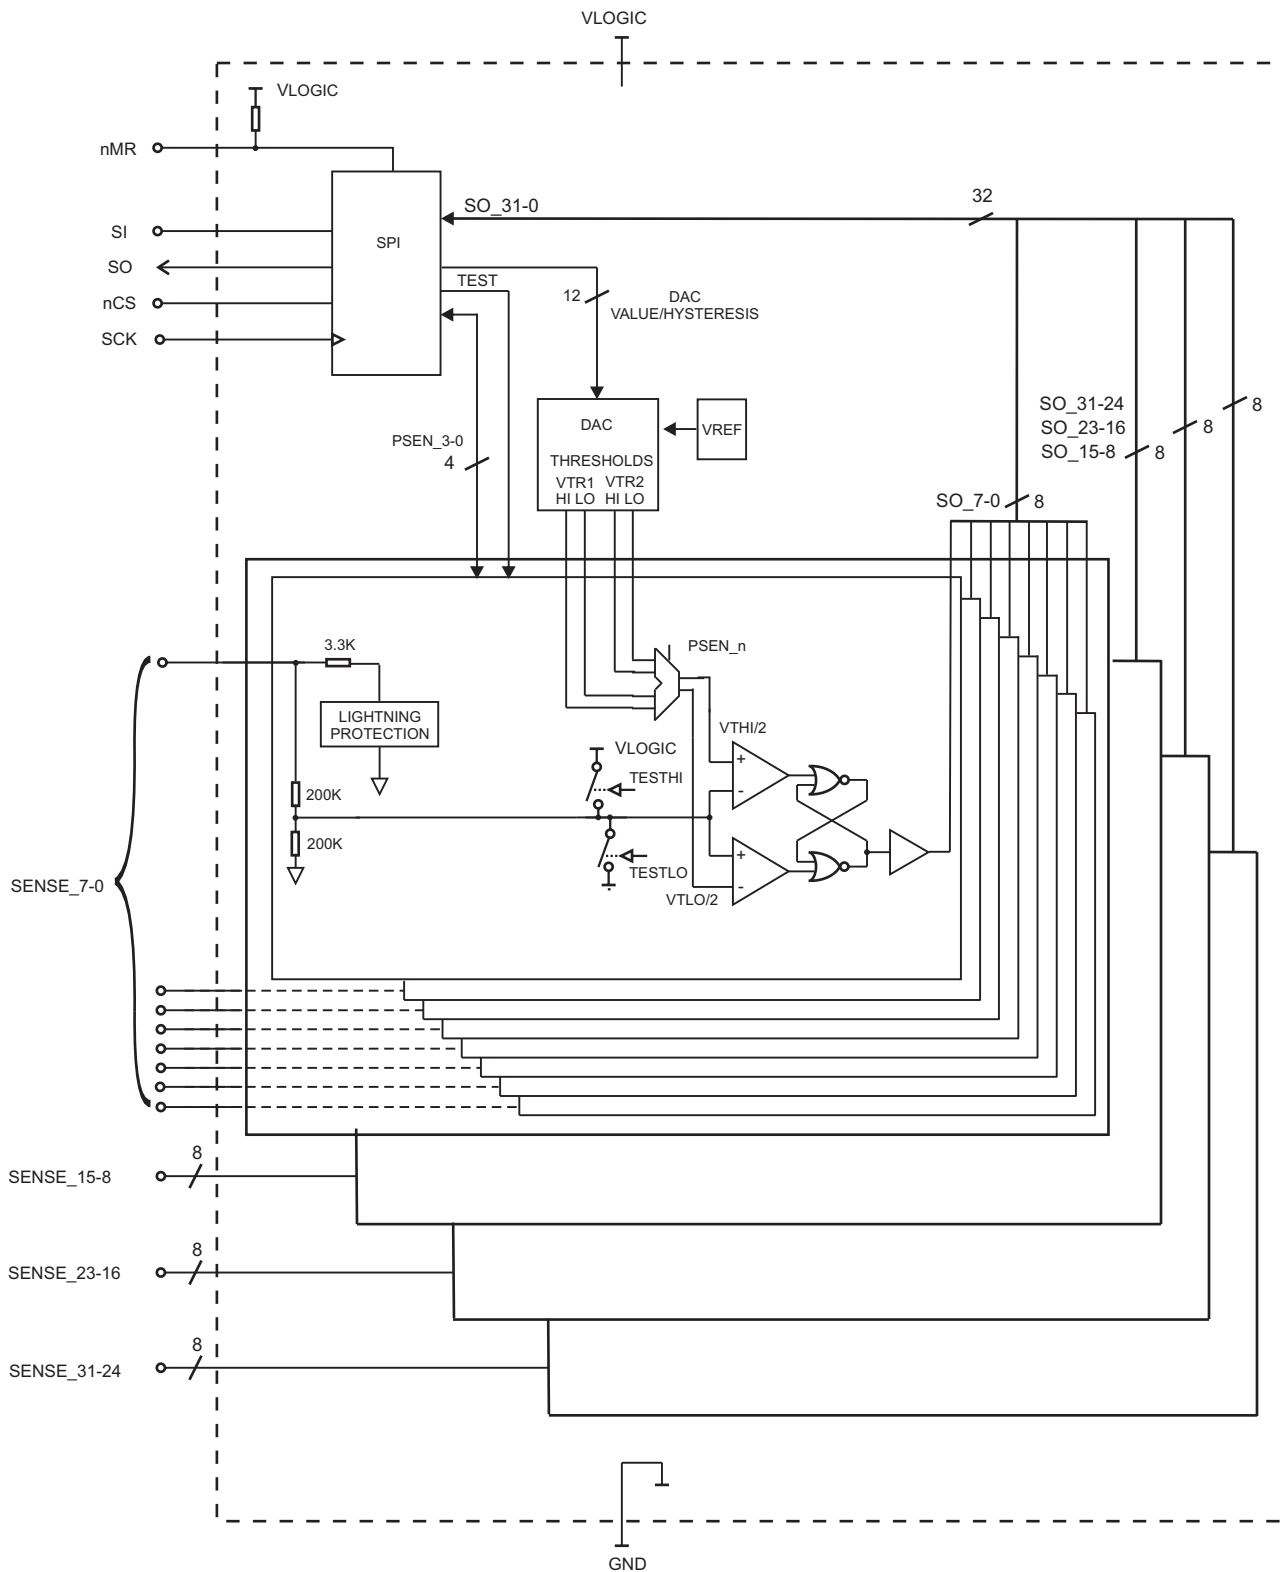 VLOGIC
VLOGIC
nMR
SI
SO
nCS
SCK
SPI
SO_31-0
32
TEST
12
DAC
VALUE/HYSTERESIS
PSEN_3-0
4
DAC
THRESHOLDS
VTR1 VTR2
HI LO HI LO
VREF
SO_31-24
8
SO_23-16
8
SO_15-8
8
SO_7-0
8
3.3K
LIGHTNING
PROTECTION
200K
200K
PSEN_n
VTHI/2
VLOGIC
TESTHI
TESTLO
VTLO/2
+
-
+
-
SENSE_7-0
8
SENSE_15-8
8
SENSE_23-16
8
SENSE_31-24
GND